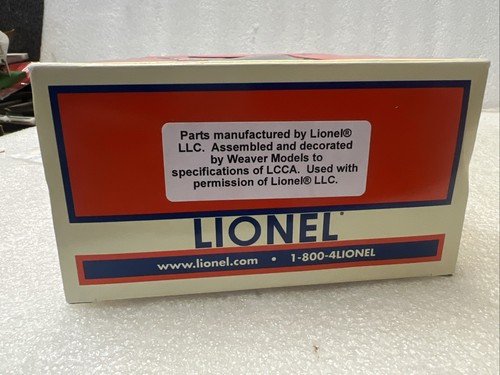 Parts manufactured by Lionel®
LLC. Assembled and decorated
by Weaver Models to
specifications of LCCA. Used with
permission of Lionel® LLC.
LIONEL®
www.lionel.com • 1-800-4LIONEL